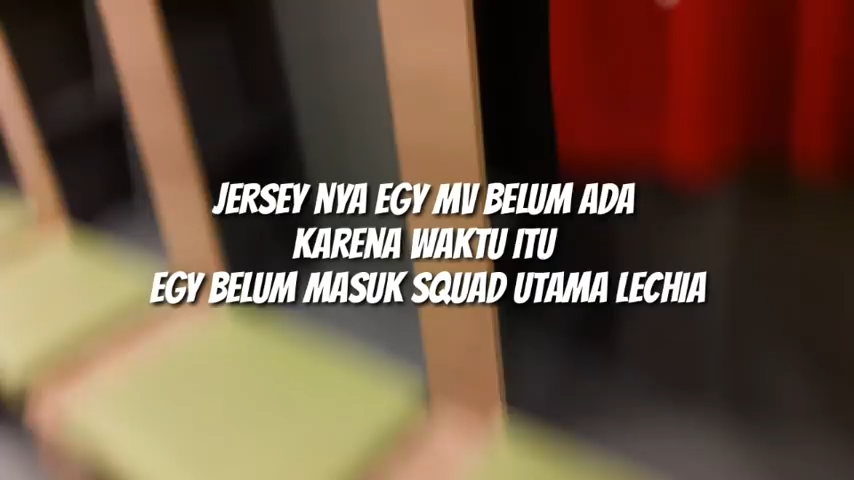 JERSEY NYA EGY MV BELUM ADA
KARENA WAKTU ITU
EGY BELUM MASUK SQUAD UTAMA LECHIA